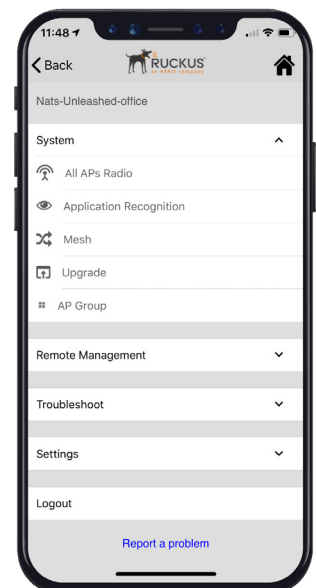 11:48
Back
RUCKUS
an ARRIS company
Nats-Unleashed-office
System
All APs Radio
Application Recognition
Mesh
Upgrade
AP Group
Remote Management
Troubleshoot
Settings
Logout
Report a problem